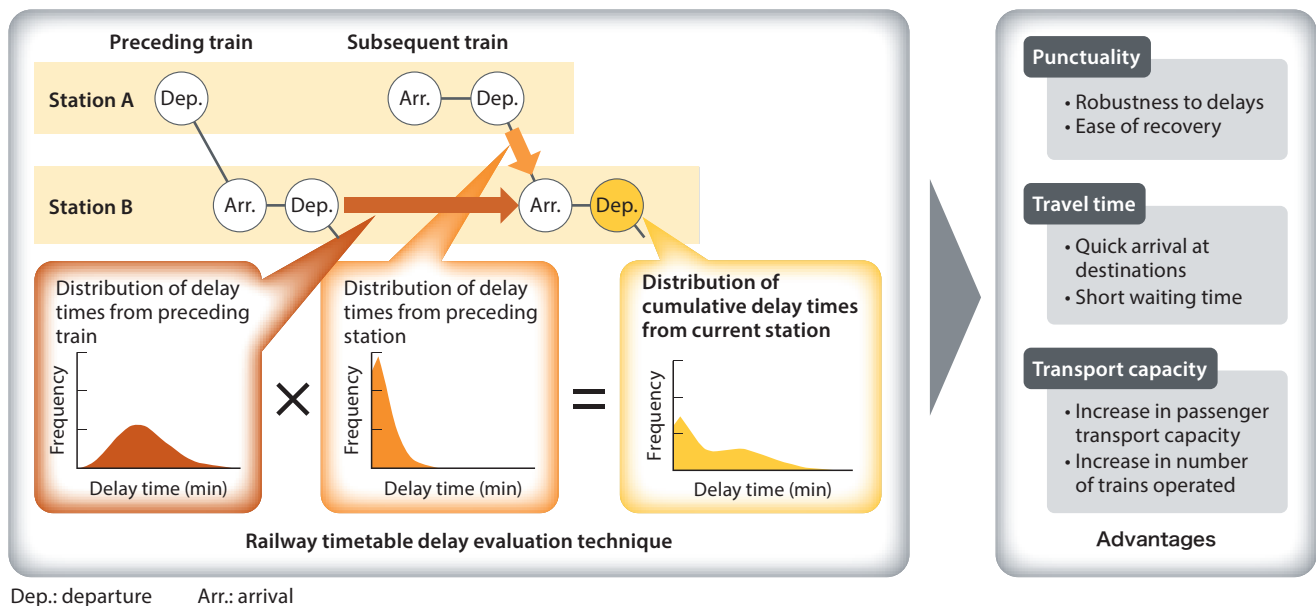 Preceding train
Subsequent train
Station A
Dep.
Arr.
Dep.
Station B
Arr.
Dep.
Arr.
Dep.
Distribution of delay
times from preceding
train
Frequency
Delay time (min)
×
Distribution of delay
times from preceding
station
Frequency
Delay time (min)
=
Distribution of
cumulative delay times
from current station
Frequency
Delay time (min)
Railway timetable delay evaluation technique
Punctuality
• Robustness to delays
• Ease of recovery
Travel time
• Quick arrival at
destinations
• Short waiting time
Transport capacity
• Increase in passenger
transport capacity
• Increase in number
of trains operated
Advantages
Dep.: departure Arr.: arrival